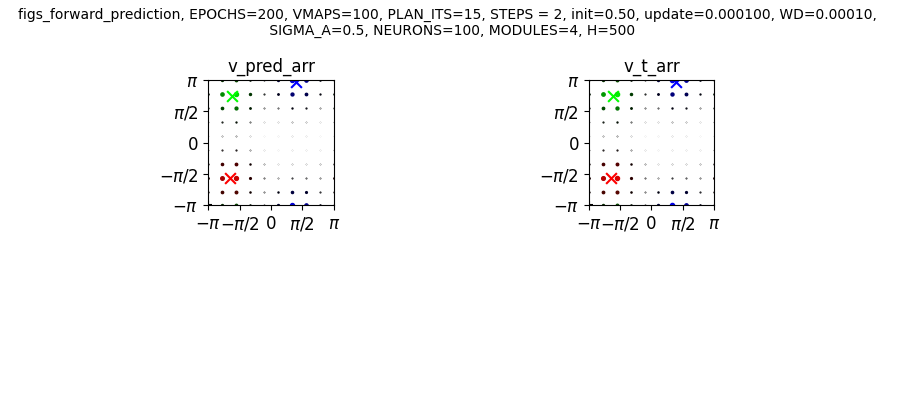 figs_forward_prediction, EPOCHS=200, VMAPS=100, PLAN_ITS=15, STEPS = 2, init=0.50, update=0.000100, WD=0.00010,
SIGMA_A=0.5, NEURONS=100, MODULES=4, H=500
v_pred_arr
π
π/2
0
−π/2
−π
−π −π/2 0 π/2 π
v_t_arr
π
π/2
0
−π/2
−π
−π −π/2 0 π/2 π